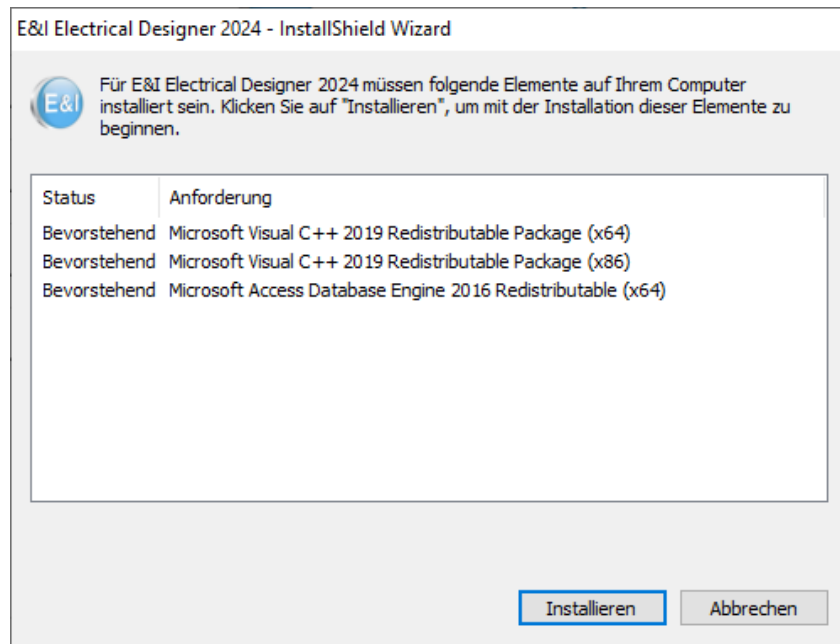 E&I Electrical Designer 2024 - InstallShield Wizard
E&I
Für E&I Electrical Designer 2024 müssen folgende Elemente auf Ihrem Computer
installiert sein. Klicken Sie auf "Installieren", um mit der Installation dieser Elemente zu
beginnen.
Status Anforderung
Bevorstehend Microsoft Visual C++ 2019 Redistributable Package (x64)
Bevorstehend Microsoft Visual C++ 2019 Redistributable Package (x86)
Bevorstehend Microsoft Access Database Engine 2016 Redistributable (x64)
Installieren Abbrechen